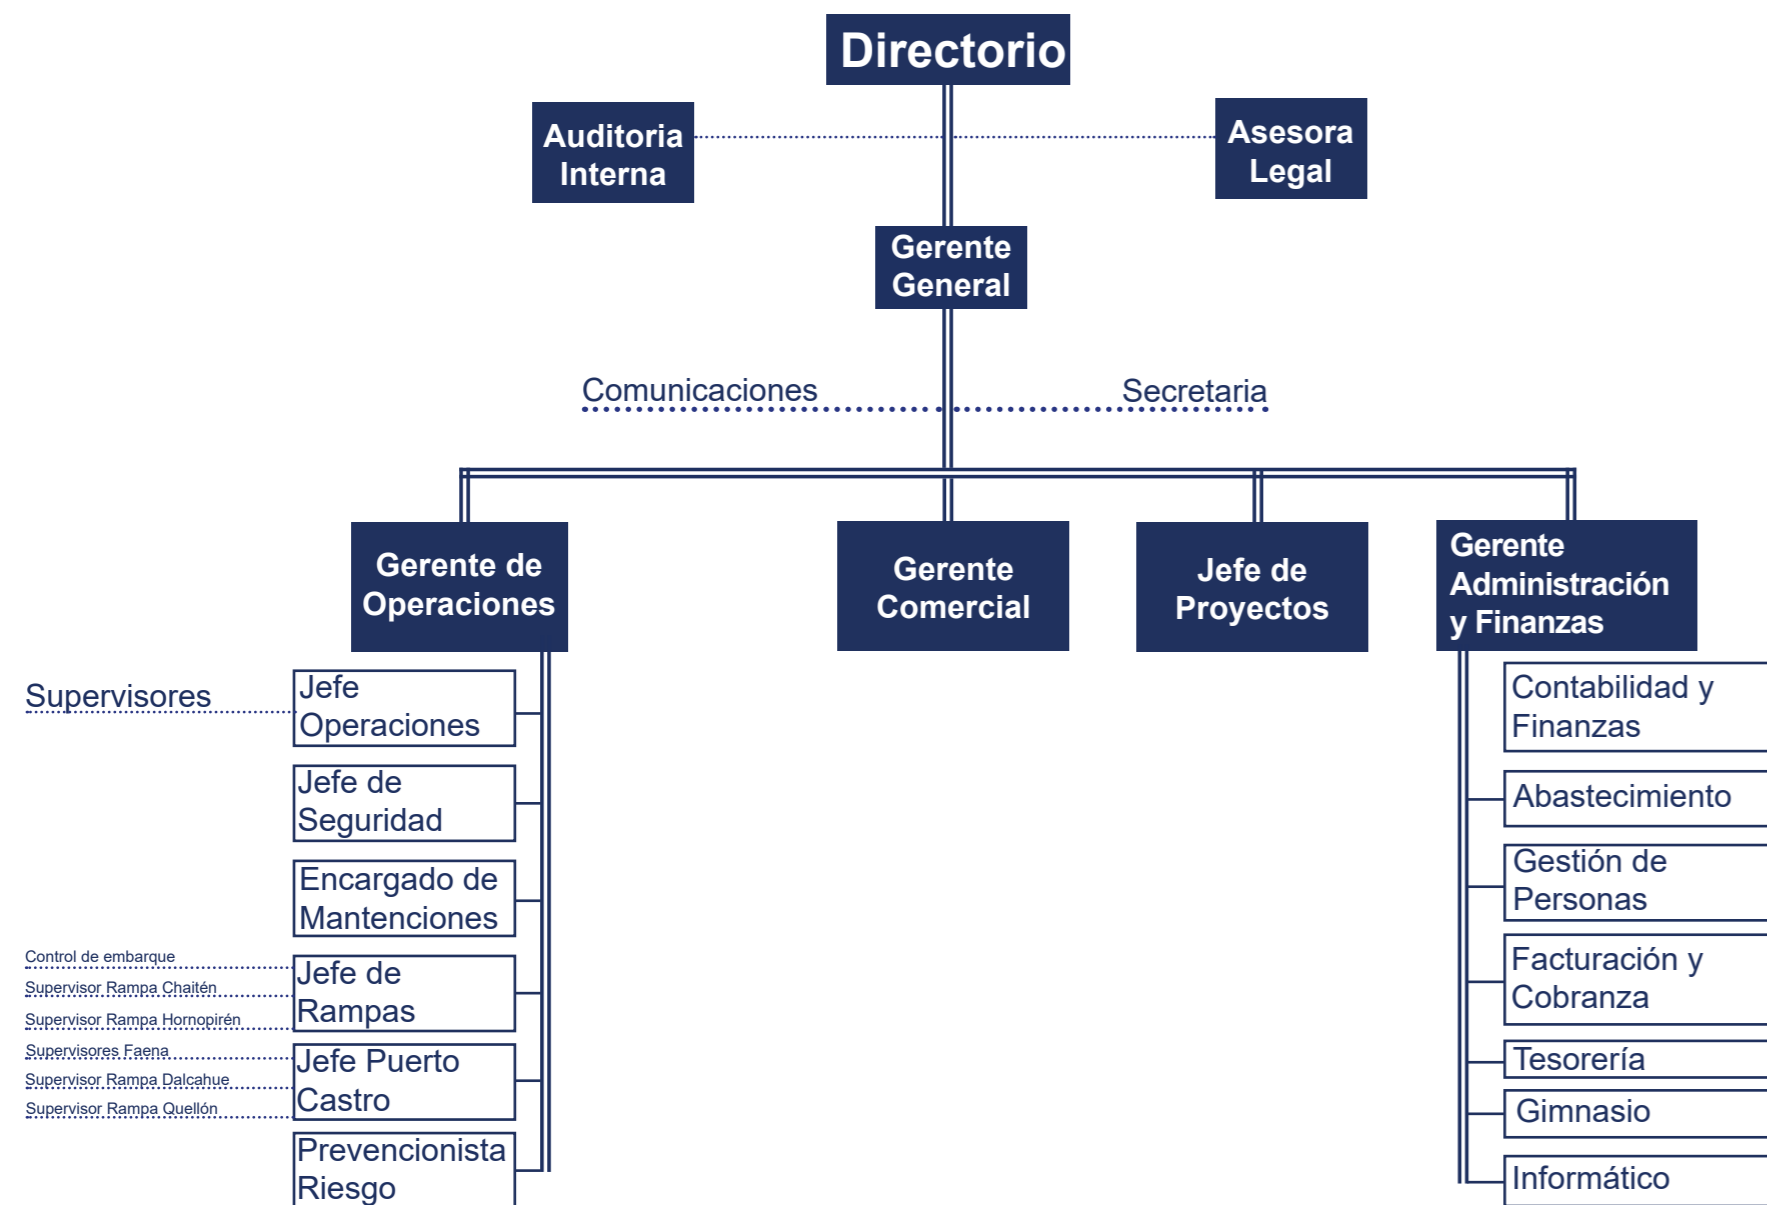 Directorio
Auditoria
Interna
Asesora
Legal
Gerente
General
Comunicaciones
Secretaria
Gerente de
Operaciones
Gerente
Comercial
Jefe de
Proyectos
Gerente
Administración
y Finanzas
Supervisores
Jefe
Operaciones
Jefe de
Seguridad
Encargado de
Mantenciones
Control de embarque
Supervisor Rampa Chaitén
Supervisor Rampa Hornopirén
Jefe de
Rampas
Supervisores Faena
Supervisor Rampa Dalcahue
Supervisor Rampa Quellón
Jefe Puerto
Castro
Prevencionista
Riesgo
Contabilidad y
Finanzas
Abastecimiento
Gestión de
Personas
Facturación y
Cobranza
Tesorería
Gimnasio
Informático